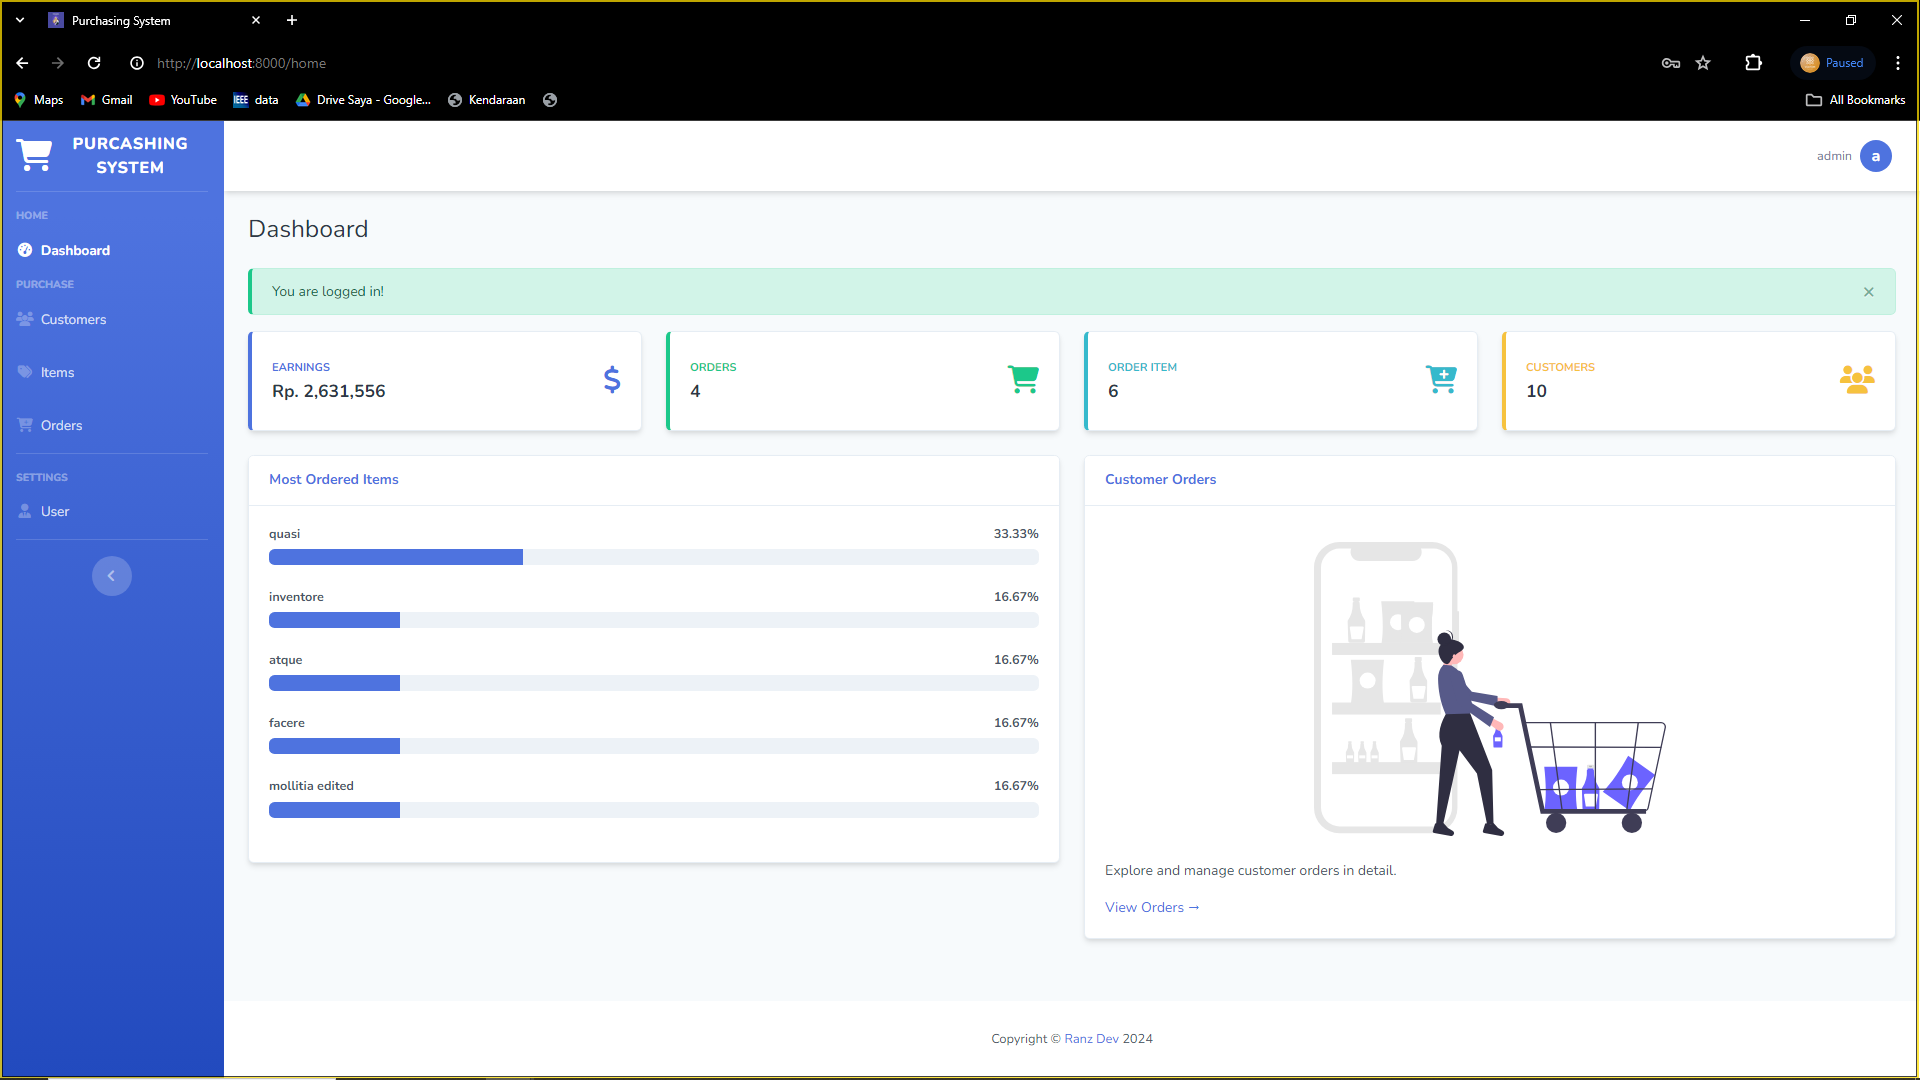 Purchasing System
http://localhost:8000/home
Paused
Maps
Gmail
YouTube
IEEE data
Drive Saya - Google...
Kendaraan
All Bookmarks
PURCASHING
SYSTEM
admin
a
HOME
Dashboard
PURCHASE
Customers
Items
Orders
SETTINGS
User
Dashboard
You are logged in!
EARNINGS
Rp. 2,631,556
ORDERS
4
ORDER ITEM
6
CUSTOMERS
10
Most Ordered Items
quasi 33.33%
inventore 16.67%
atque 16.67%
facere 16.67%
mollitia edited 16.67%
Customer Orders
Explore and manage customer orders in detail.
View Orders →
Copyright © Ranz Dev 2024